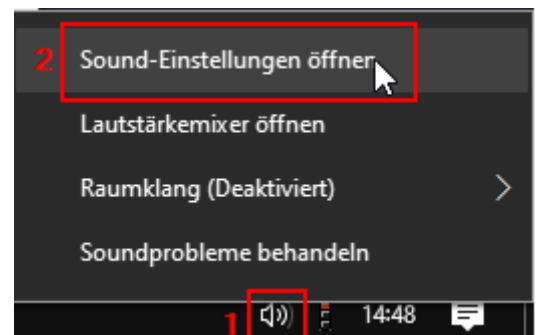 2 Sound-Einstellungen öffnen
Lautstärkemixer öffnen
Raumklang (Deaktiviert)
Soundprobleme behandeln
1 14:48